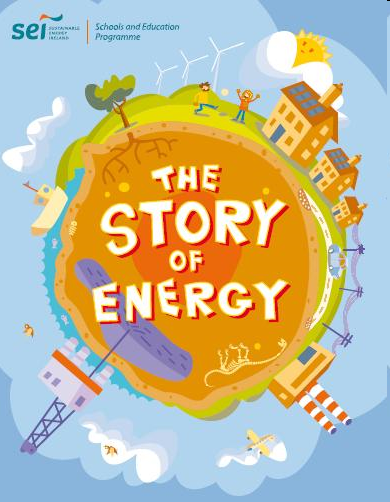 sei SUSTAINABLE
ENERGY
IRELAND
Schools and Education
Programme
THE
STORY
OF
ENERGY